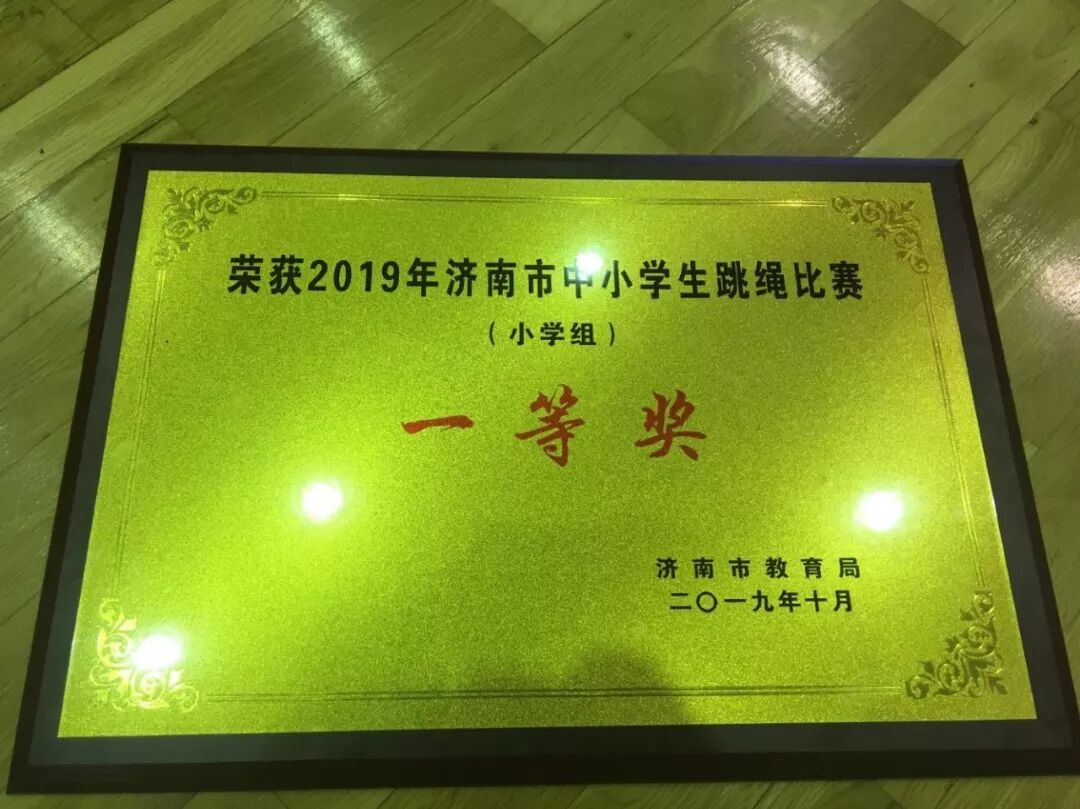 荣获2019年济南市中小学生跳绳比赛
（小学组）
一等奖
济南市教育局
二〇一九年十月